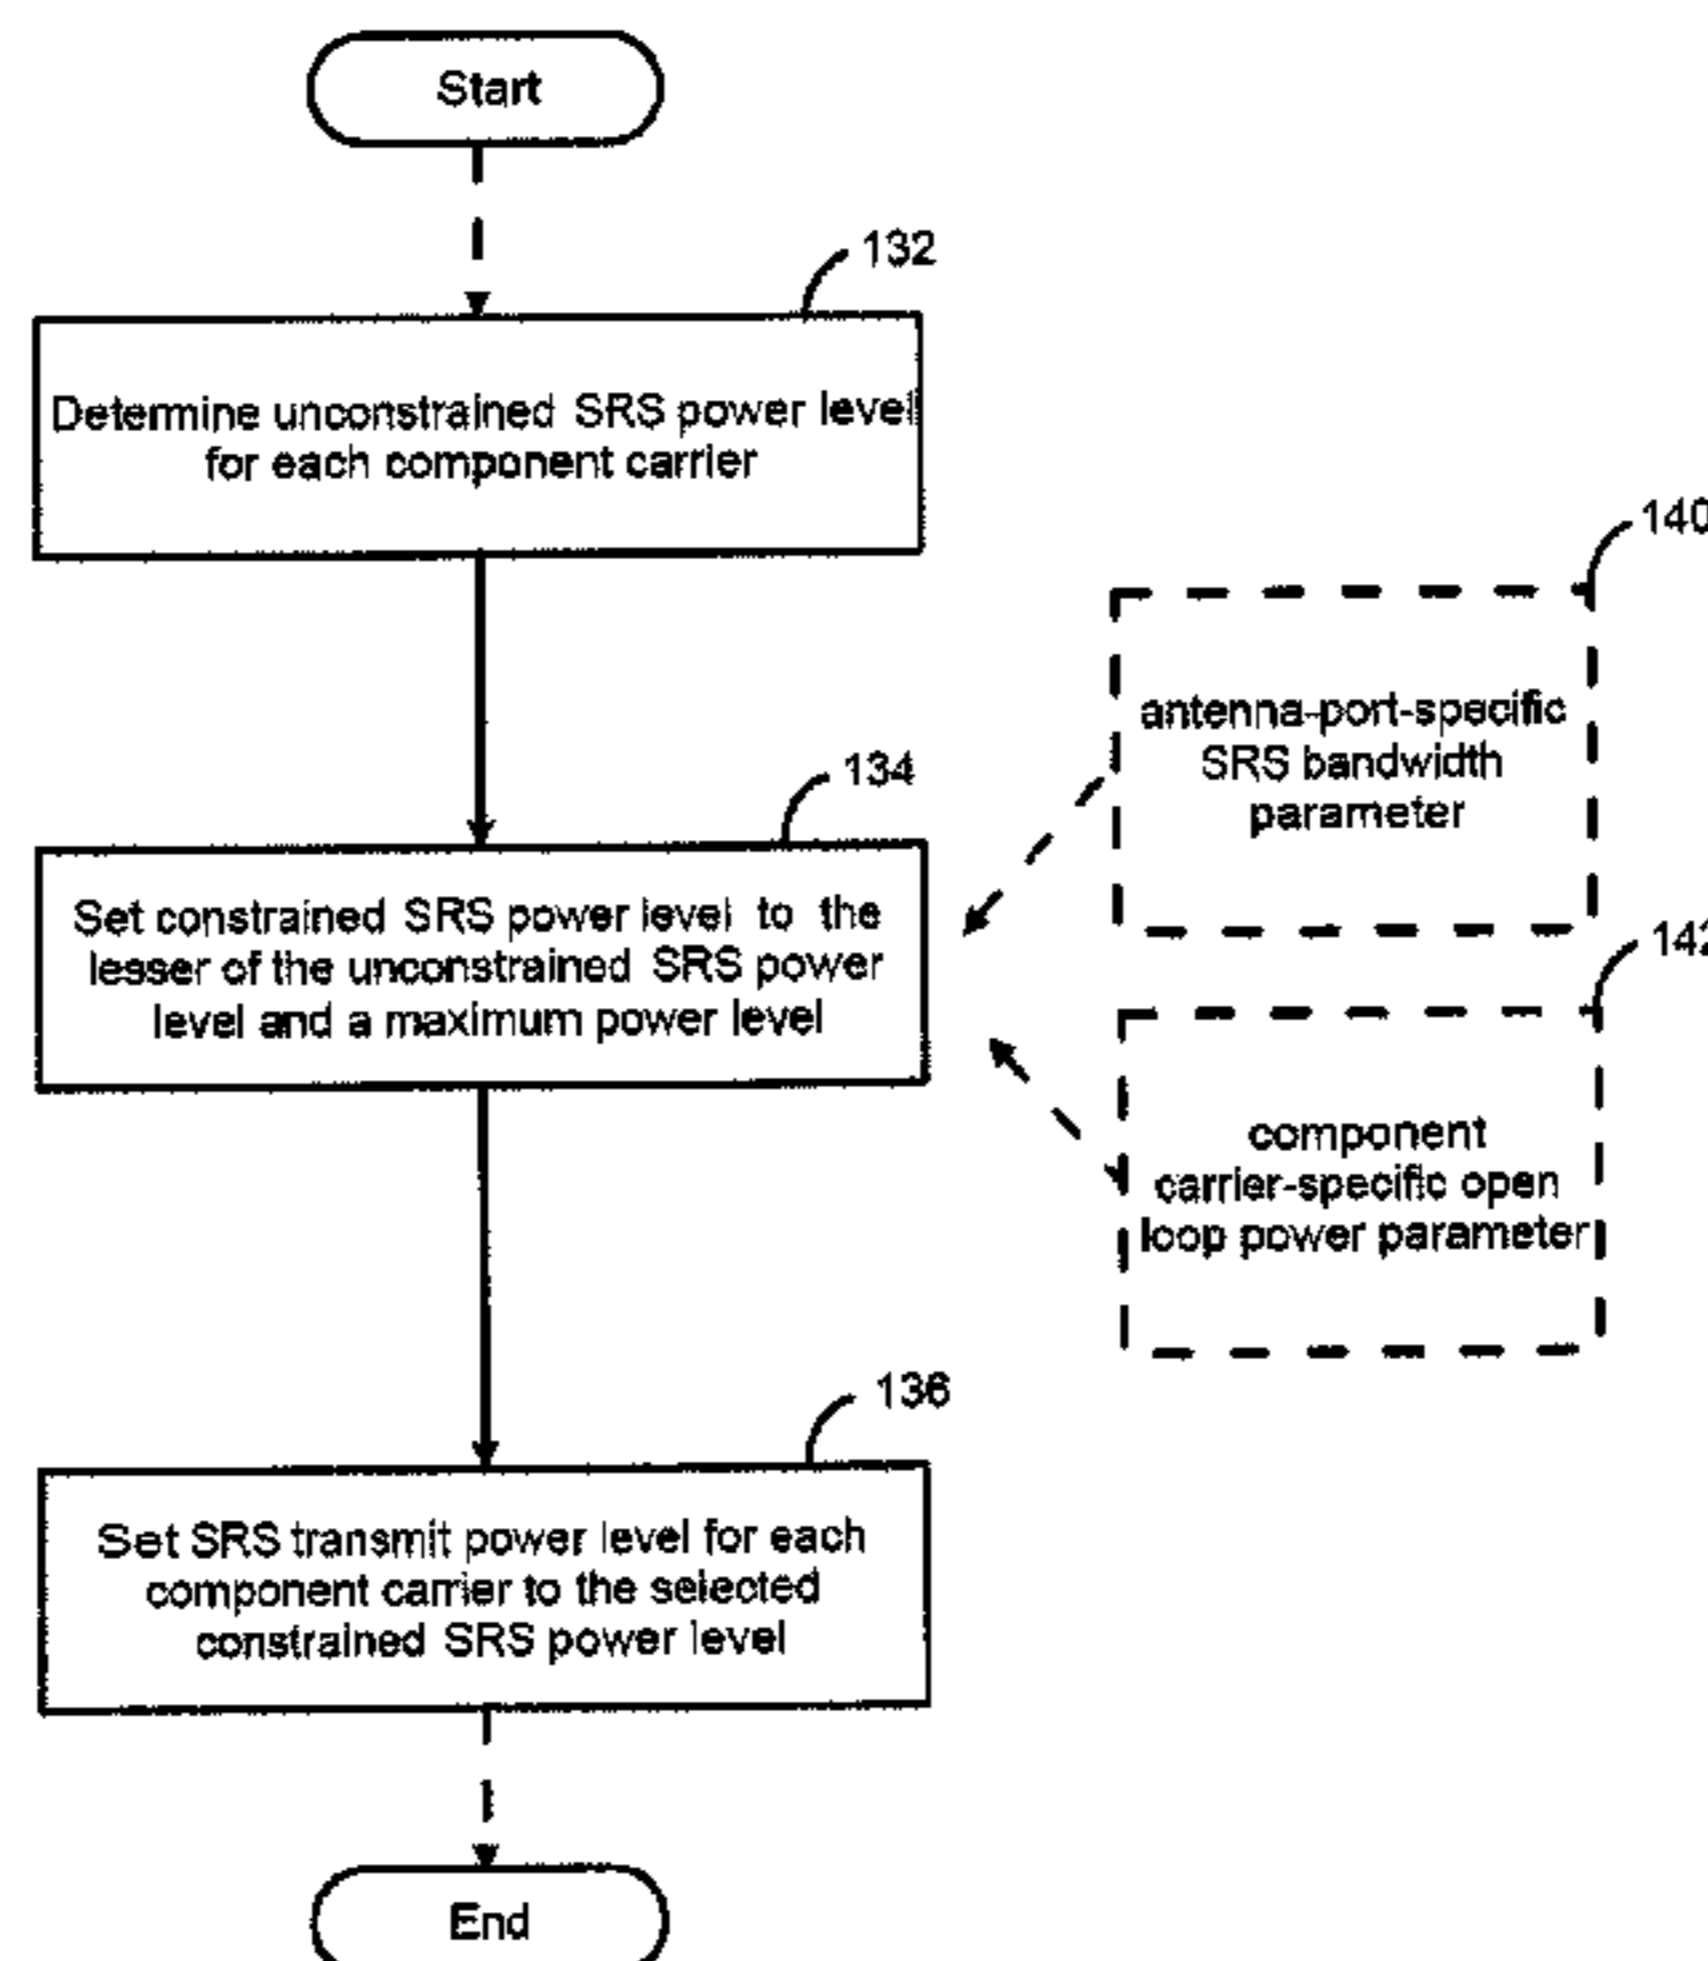 Start
132
Determine unconstrained SRS power level
for each component carrier
140
antenna-port-specific
SRS bandwidth
parameter
134
Set constrained SRS power level to the
lesser of the unconstrained SRS power
level and a maximum power level
142
component
carrier-specific open
loop power parameter
136
Set SRS transmit power level for each
component carrier to the selected
constrained SRS power level
End